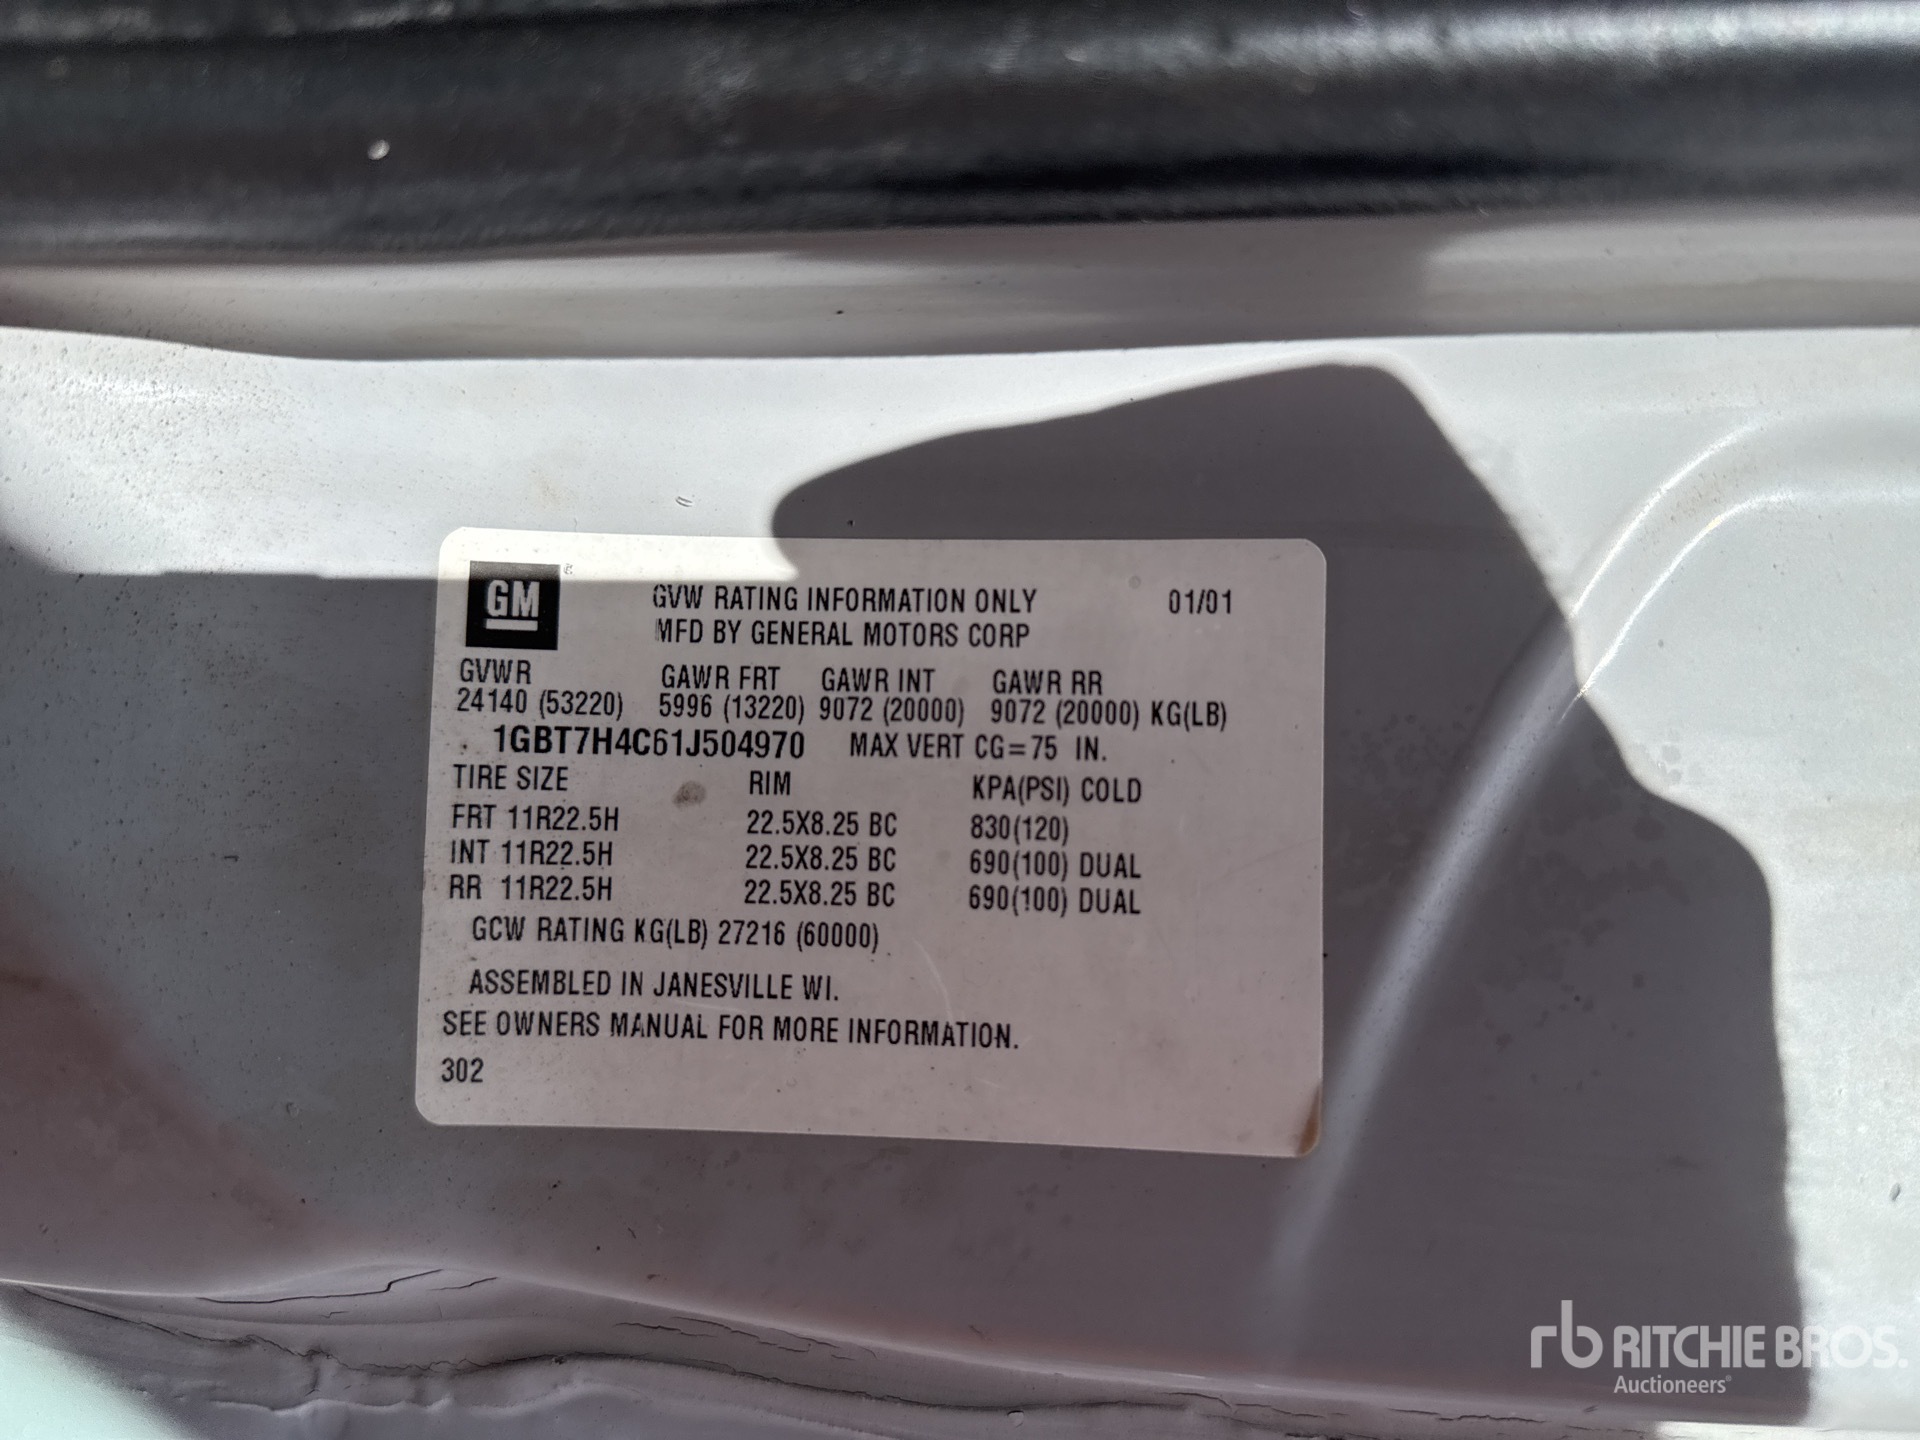 GM
GVW RATING INFORMATION ONLY 01/01
MFD BY GENERAL MOTORS CORP
GVWR GAWR FRT GAWR INT GAWR RR
24140 (53220) 5996 (13220) 9072 (20000) 9072 (20000) KG(LB)
1GBT7H4C61J504970 MAX VERT CG=75 IN.
TIRE SIZE RIM KPA(PSI) COLD
FRT 11R22.5H 22.5X8.25 BC 830(120)
INT 11R22.5H 22.5X8.25 BC 690(100) DUAL
RR 11R22.5H 22.5X8.25 BC 690(100) DUAL
GCW RATING KG(LB) 27216 (60000)
ASSEMBLED IN JANESVILLE WI.
SEE OWNERS MANUAL FOR MORE INFORMATION.
302
rb RITCHIE BROS.
Auctioneers